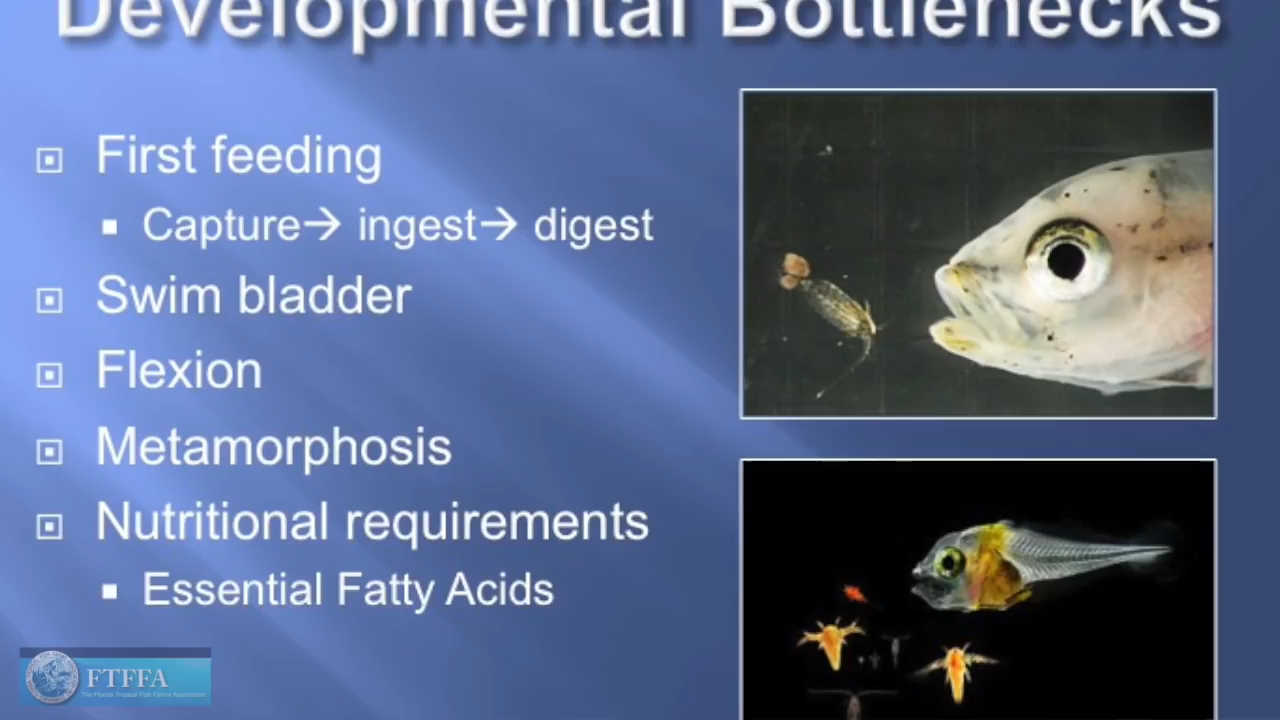 Developmental Bottlenecks
First feeding
Capture→ ingest→ digest
Swim bladder
Flexion
Metamorphosis
Nutritional requirements
Essential Fatty Acids
FTFFA
The Florida Tropical Fish Farms Association